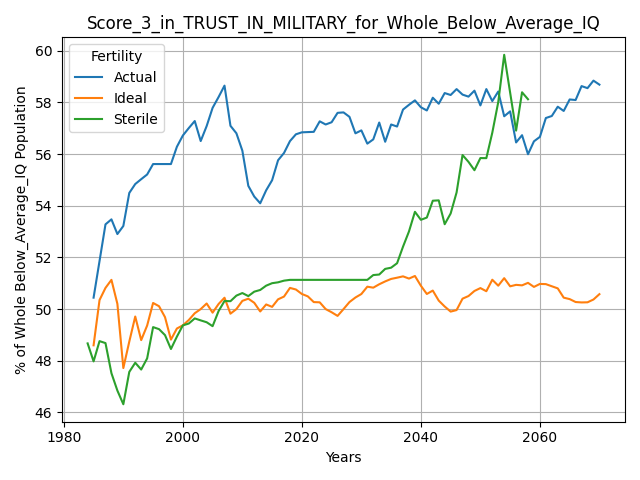 Score_3_in_TRUST_IN_MILITARY_for_Whole_Below_Average_IQ
Fertility
Actual
Ideal
Sterile
% of Whole Below_Average_IQ Population
60
58
56
54
52
50
48
46
1980
2000
2020
2040
2060
Years